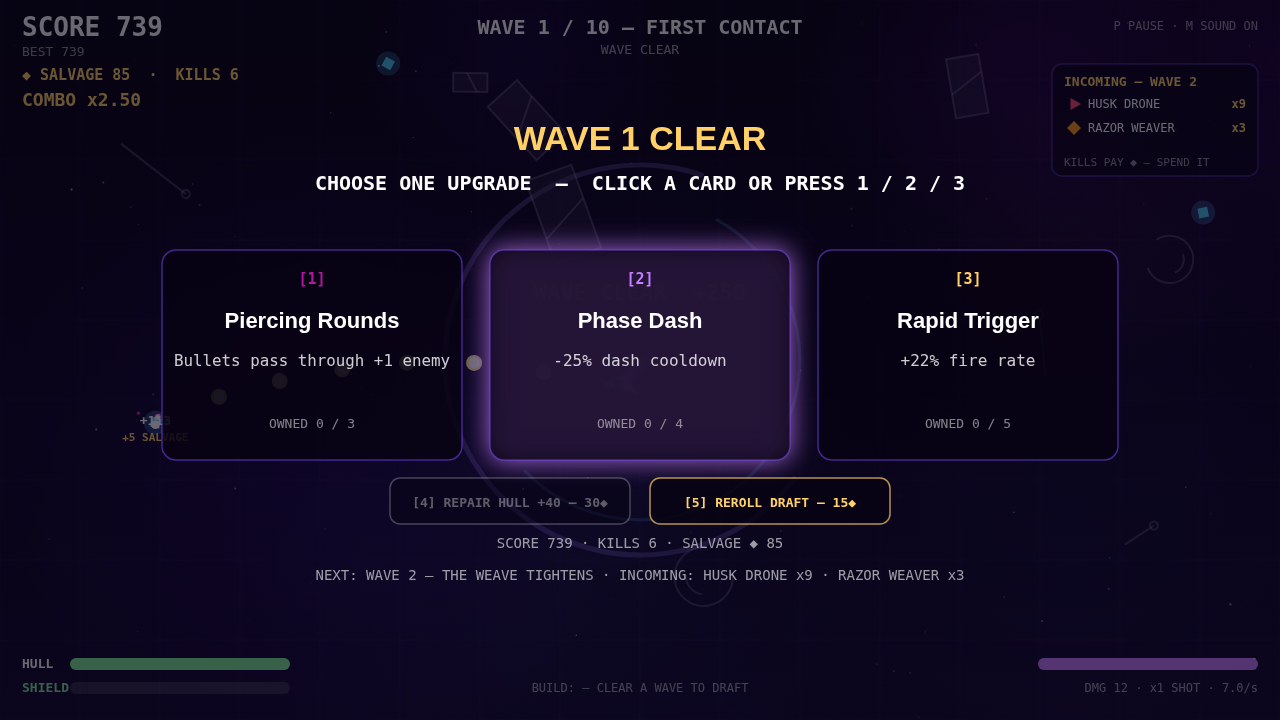 SCORE 739
BEST 739
◆ SALVAGE 85 · KILLS 6
COMBO x2.50
WAVE 1 / 10 — FIRST CONTACT
WAVE CLEAR
P PAUSE · M SOUND ON
INCOMING — WAVE 2
HUSK DRONE x9
RAZOR WEAVER x3
KILLS PAY ◆ — SPEND IT
WAVE 1 CLEAR
CHOOSE ONE UPGRADE — CLICK A CARD OR PRESS 1 / 2 / 3
[1]
Piercing Rounds
Bullets pass through +1 enemy
OWNED 0 / 3
[2]
Phase Dash
-25% dash cooldown
OWNED 0 / 4
[3]
Rapid Trigger
+22% fire rate
OWNED 0 / 5
+5 SALVAGE
[4] REPAIR HULL +40 — 30◆
[5] REROLL DRAFT — 15◆
SCORE 739 · KILLS 6 · SALVAGE ◆ 85
NEXT: WAVE 2 — THE WEAVE TIGHTENS · INCOMING: HUSK DRONE x9 · RAZOR WEAVER x3
HULL
SHIELD
BUILD: — CLEAR A WAVE TO DRAFT
DMG 12 · x1 SHOT · 7.0/s